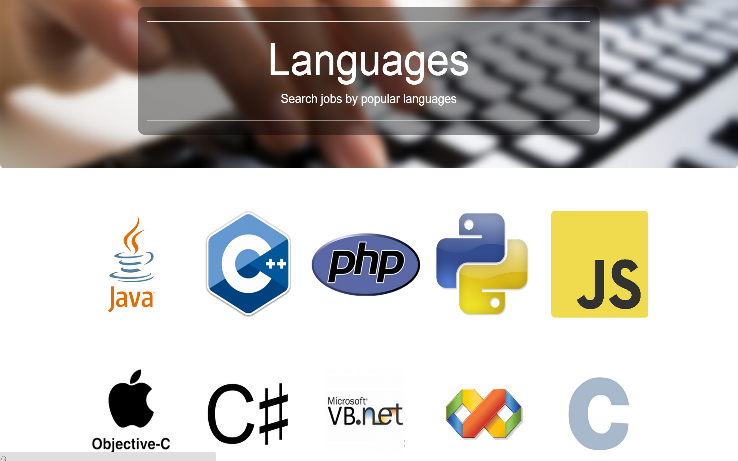 Languages
Search jobs by popular languages
Java
C++
php
JS
Objective-C
C#
Microsoft
VB.net
C